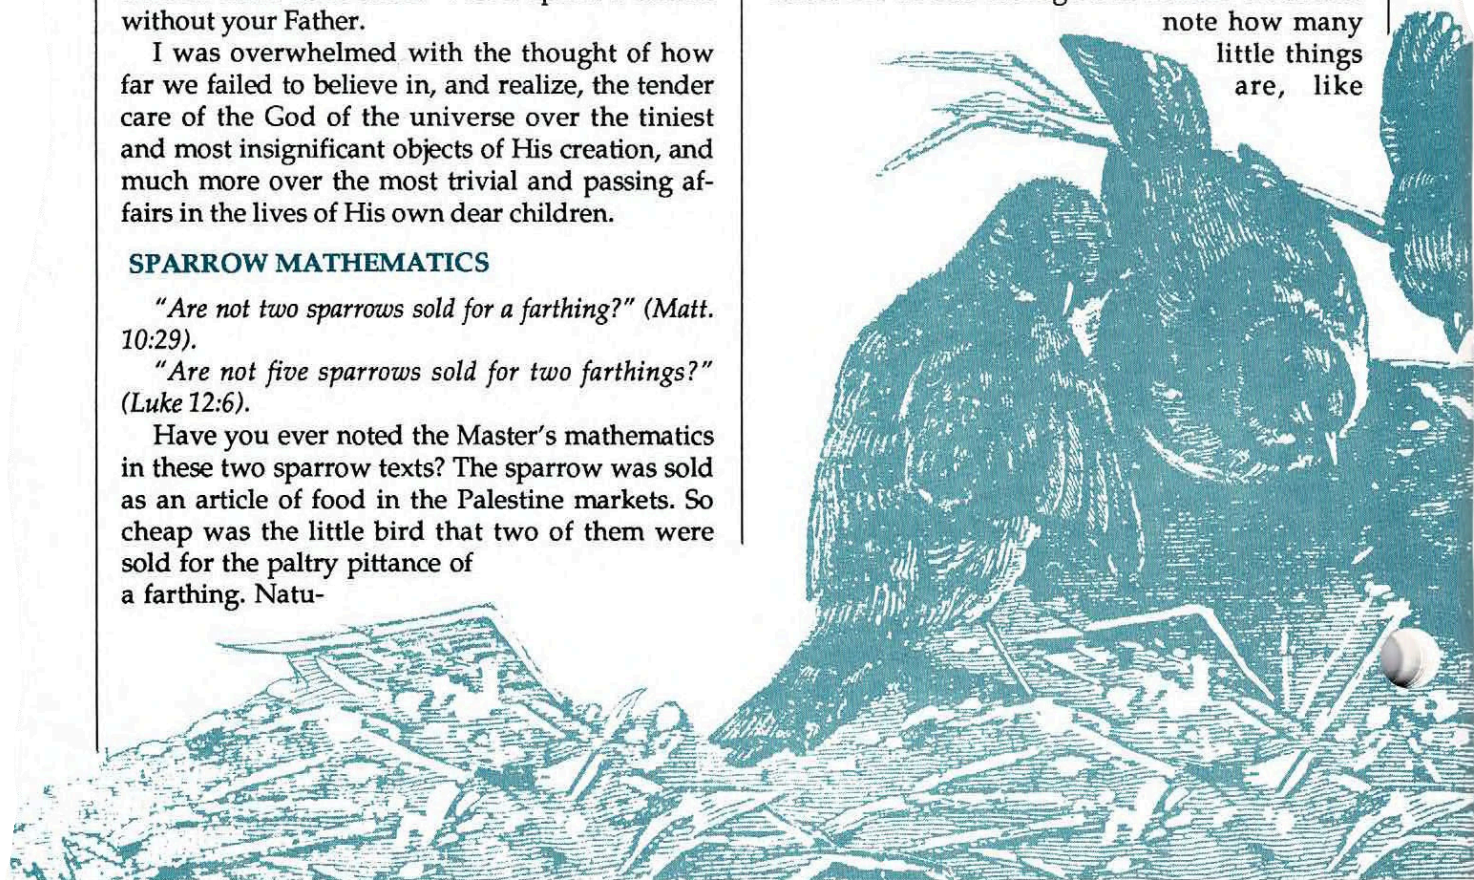 without your Father.
I was overwhelmed with the thought of how
far we failed to believe in, and realize, the tender
care of the God of the universe over the tiniest
and most insignificant objects of His creation, and
much more over the most trivial and passing af-
fairs in the lives of His own dear children.
SPARROW MATHEMATICS
"Are not two sparrows sold for a farthing?" (Matt.
10:29).
"Are not five sparrows sold for two farthings?"
(Luke 12:6).
Have you ever noted the Master's mathematics
in these two sparrow texts? The sparrow was sold
as an article of food in the Palestine markets. So
cheap was the little bird that two of them were
sold for the paltry pittance of
a farthing. Natu-
note how many
little things
are, like